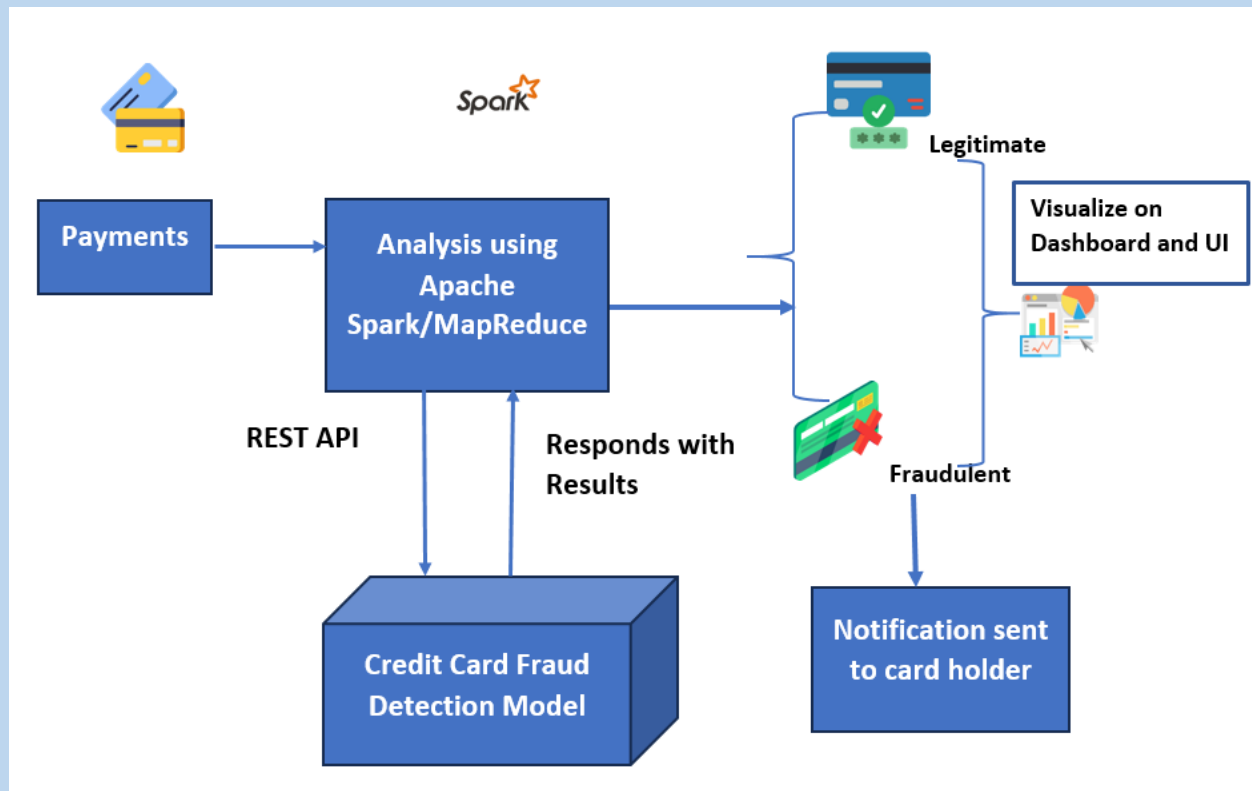 Spark
Payments
Analysis using
Apache
Spark/MapReduce
Legitimate
Visualize on
Dashboard and UI
REST API
Responds with
Results
Fraudulent
Credit Card Fraud
Detection Model
Notification sent
to card holder